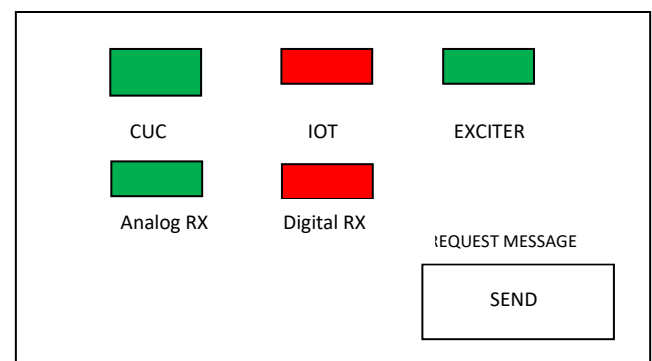 CUC
IOT
EXCITER
Analog RX
Digital RX
REQUEST MESSAGE
SEND